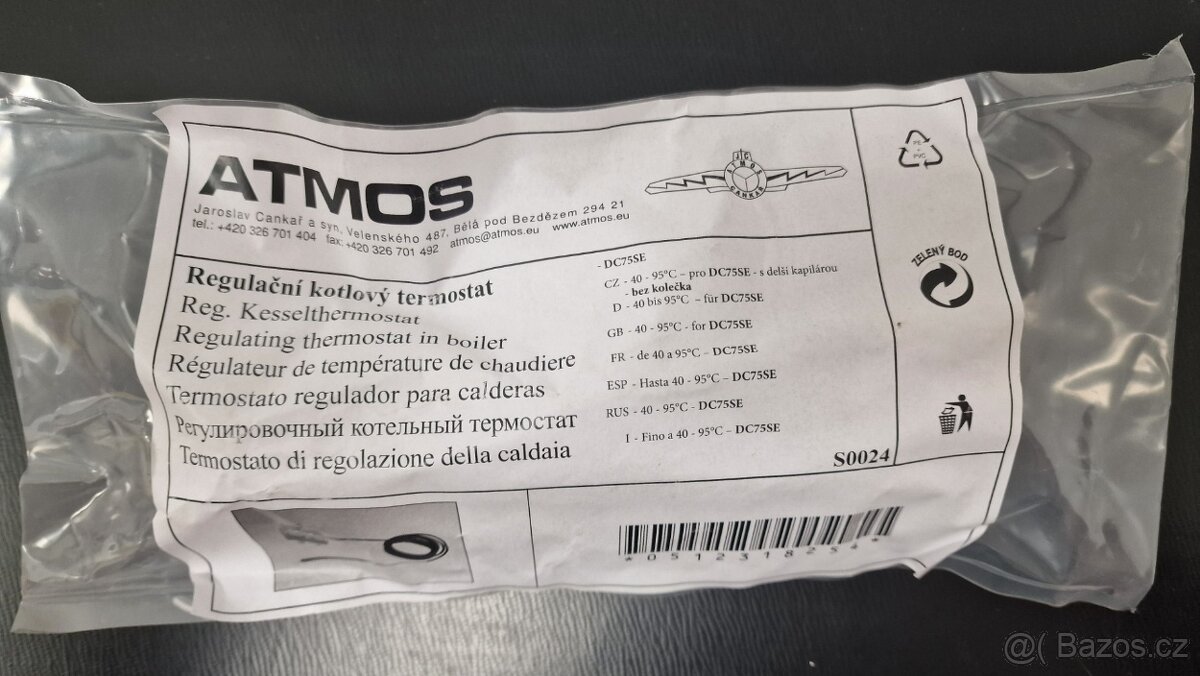 ATMOS
Jaroslav Cankař a syn, Velenského 487, Bělá pod Bezdězem 294 21
tel.: +420 326 701 404 fax: +420 326 701 492 atmos@atmos.eu www.atmos.eu
JC
ATMOS
CANKAŘ
PE
+
PVC
Regulační kotlový termostat
Reg. Kesselthermostat
Regulating thermostat in boiler
Régulateur de température de chaudiere
Termostato regulador para calderas
Регулировочный котельный термостат
Termostato di regolazione della caldaia
- DC75SE
CZ - 40 - 95°C – pro DC75SE - s delší kapilárou
- bez kolečka
D - 40 bis 95°C – für DC75SE
GB - 40 - 95°C - for DC75SE
FR - de 40 a 95°C – DC75SE
ESP - Hasta 40 - 95°C – DC75SE
RUS - 40 - 95°C - DC75SE
I - Fino a 40 - 95°C – DC75SE
S0024
ZELENÝ BOD
*0512318254*
@( Bazos.cz